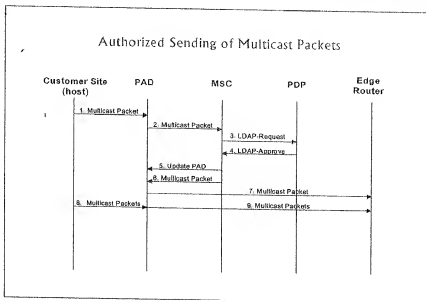 Authorized Sending of Multicast Packets
Customer Site
(host)
PAD
MSC
PDP
Edge
Router
1. Multicast Packet
2. Multicast Packet
3. LDAP-Request
4. LDAP-Approve
5. Update PAD
6. Multicast Packet
7. Multicast Packet
8. Multicast Packets
9. Multicast Packets